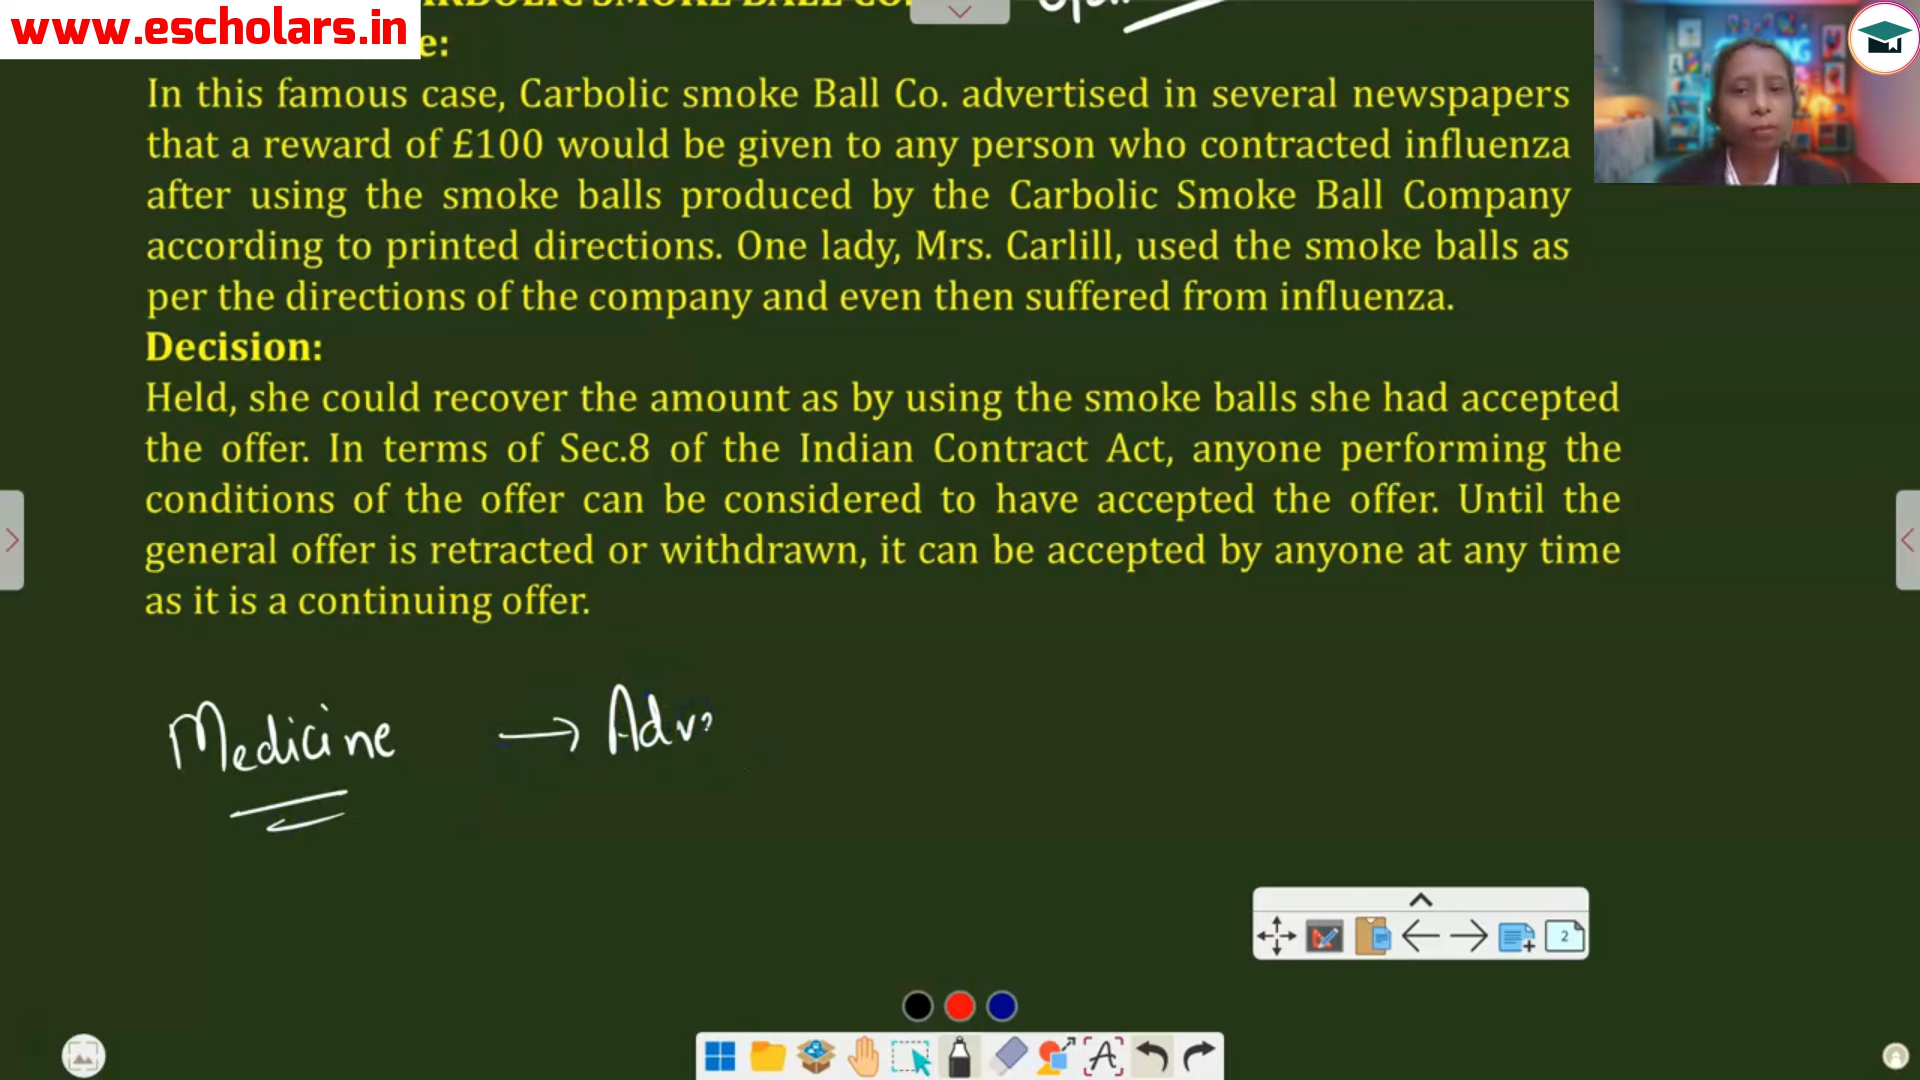 www.escholars.in
SMOKE BALL CO.
e:
In this famous case, Carbolic smoke Ball Co. advertised in several newspapers
that a reward of £100 would be given to any person who contracted influenza
after using the smoke balls produced by the Carbolic Smoke Ball Company
according to printed directions. One lady, Mrs. Carlill, used the smoke balls as
per the directions of the company and even then suffered from influenza.
Decision:
Held, she could recover the amount as by using the smoke balls she had accepted
the offer. In terms of Sec.8 of the Indian Contract Act, anyone performing the
conditions of the offer can be considered to have accepted the offer. Until the
general offer is retracted or withdrawn, it can be accepted by anyone at any time
as it is a continuing offer.
Medicine → Adv
2